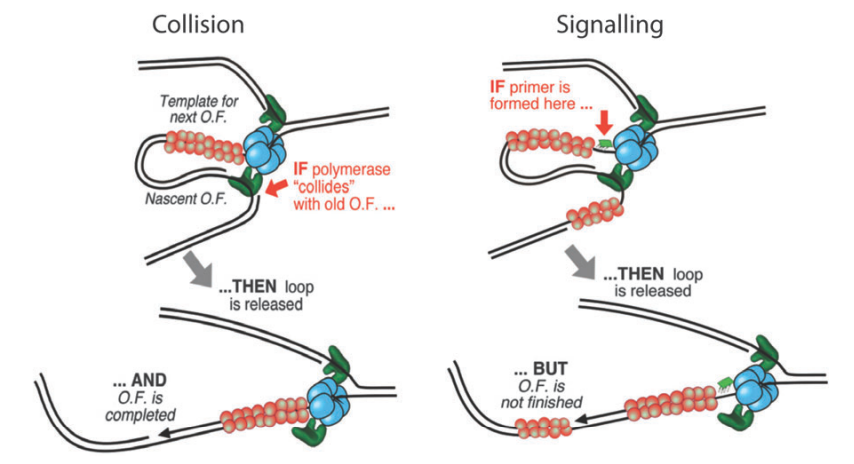 Collision
Template for
next O.F.
IF polymerase
"collides"
with old O.F. ...
Nascent O.F.
...THEN loop
is released
... AND
O.F. is
completed
Signalling
IF primer is
formed here ...
...THEN loop
is released
... BUT
O.F. is
not finished